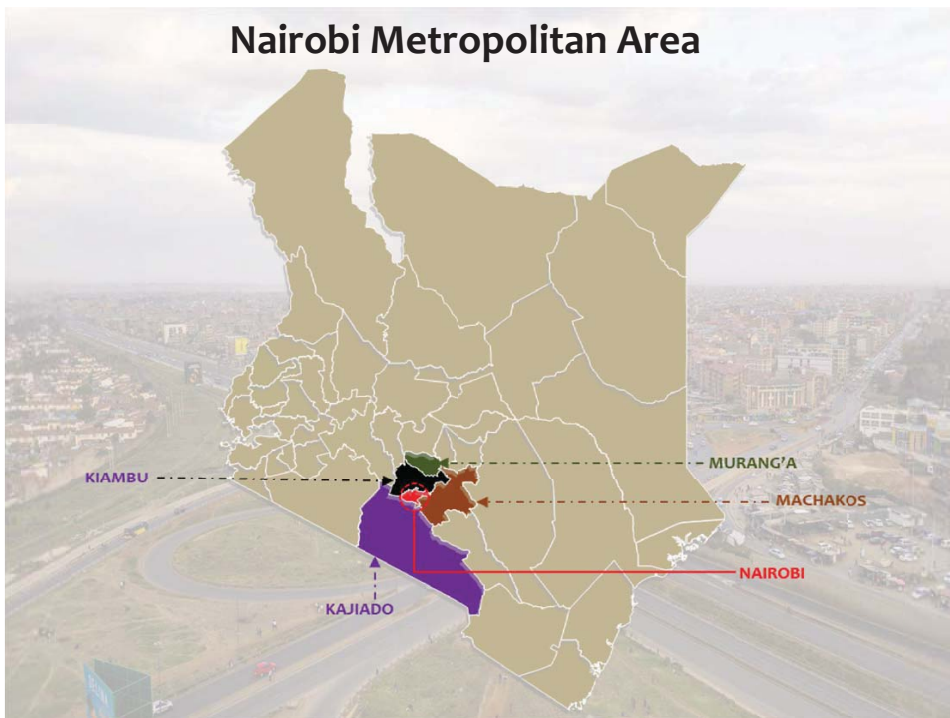 Nairobi Metropolitan Area
MURANG'A
KIAMBU
MACHAKOS
NAIROBI
KAJIADO